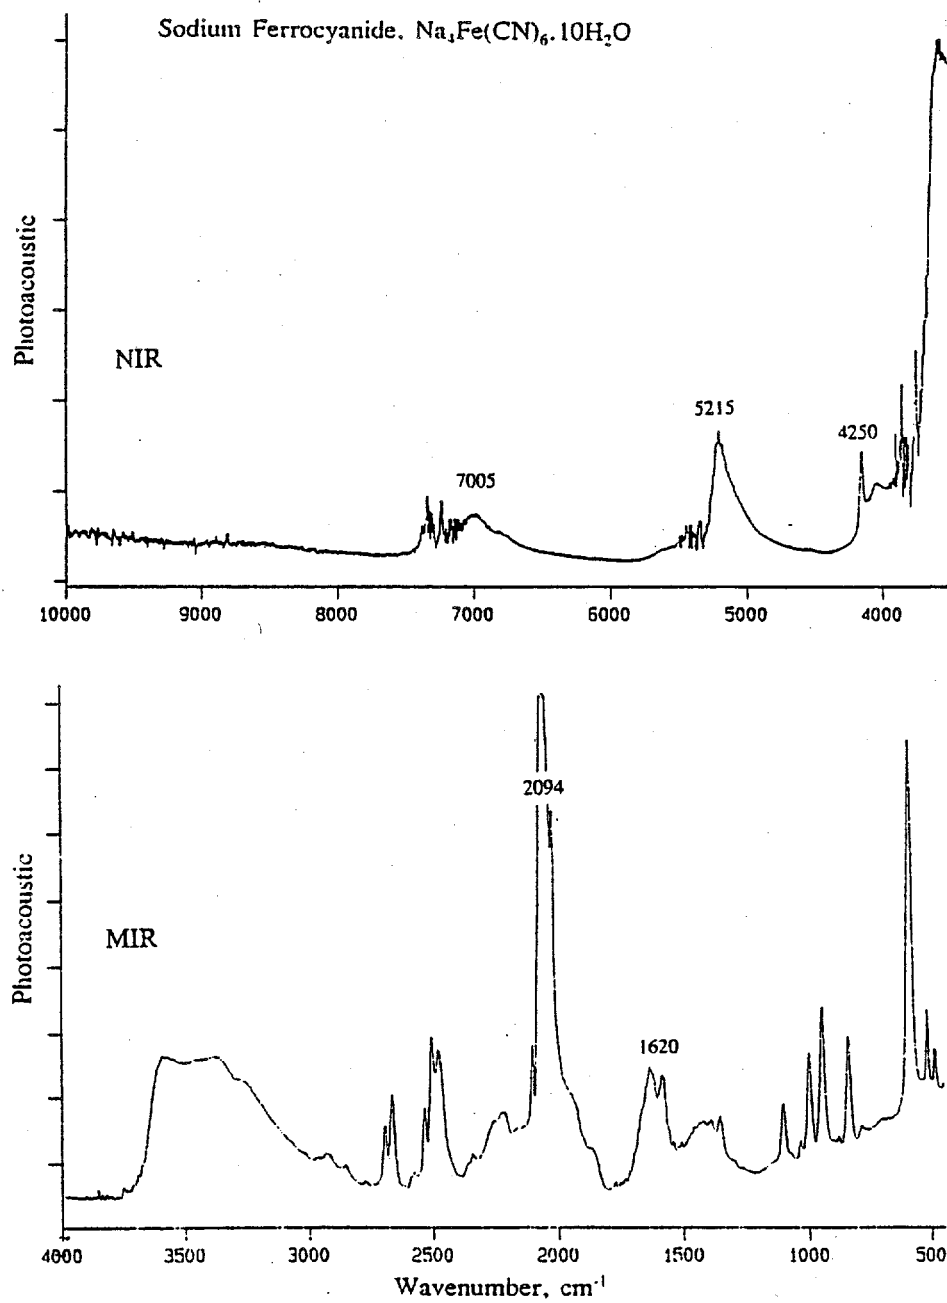 Sodium Ferrocyanide. Na₄Fe(CN)₆.10H₂O
Photoacoustic
NIR
7005
5215
4250
10000 9000 8000 7000 6000 5000 4000
Photoacoustic
MIR
2094
1620
4000 3500 3000 2500 2000 1500 1000 500
Wavenumber, cm⁻¹